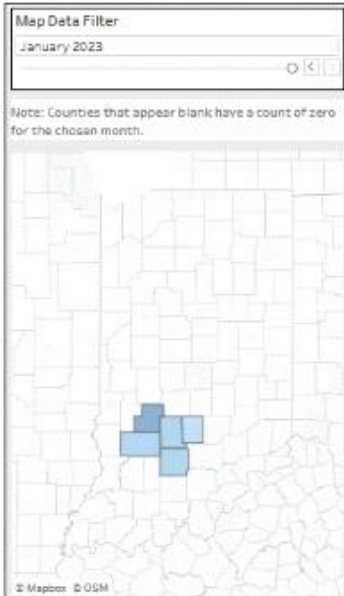 Map Data Filter
January 2023
Note: Counties that appear blank have a count of zero
for the chosen month.
© Mapbox © OSM